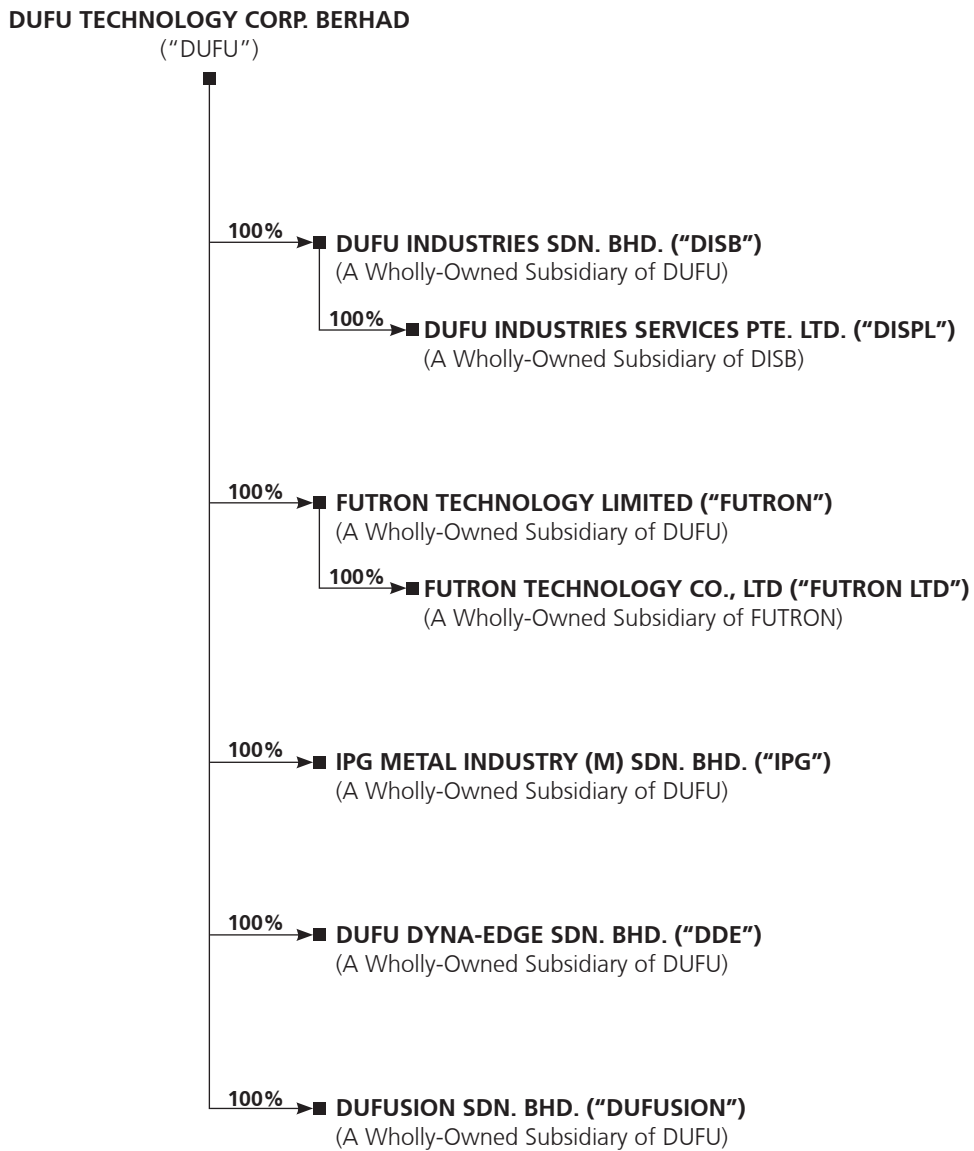 DUFU TECHNOLOGY CORP. BERHAD
(“DUFU”)
100%
DUFU INDUSTRIES SDN. BHD. (“DISB”)
(A Wholly-Owned Subsidiary of DUFU)
100%
DUFU INDUSTRIES SERVICES PTE. LTD. (“DISPL”)
(A Wholly-Owned Subsidiary of DISB)
100%
FUTRON TECHNOLOGY LIMITED (“FUTRON”)
(A Wholly-Owned Subsidiary of DUFU)
100%
FUTRON TECHNOLOGY CO., LTD (“FUTRON LTD”)
(A Wholly-Owned Subsidiary of FUTRON)
100%
IPG METAL INDUSTRY (M) SDN. BHD. (“IPG”)
(A Wholly-Owned Subsidiary of DUFU)
100%
DUFU DYNA-EDGE SDN. BHD. (“DDE”)
(A Wholly-Owned Subsidiary of DUFU)
100%
DUFUSION SDN. BHD. (“DUFUSION”)
(A Wholly-Owned Subsidiary of DUFU)